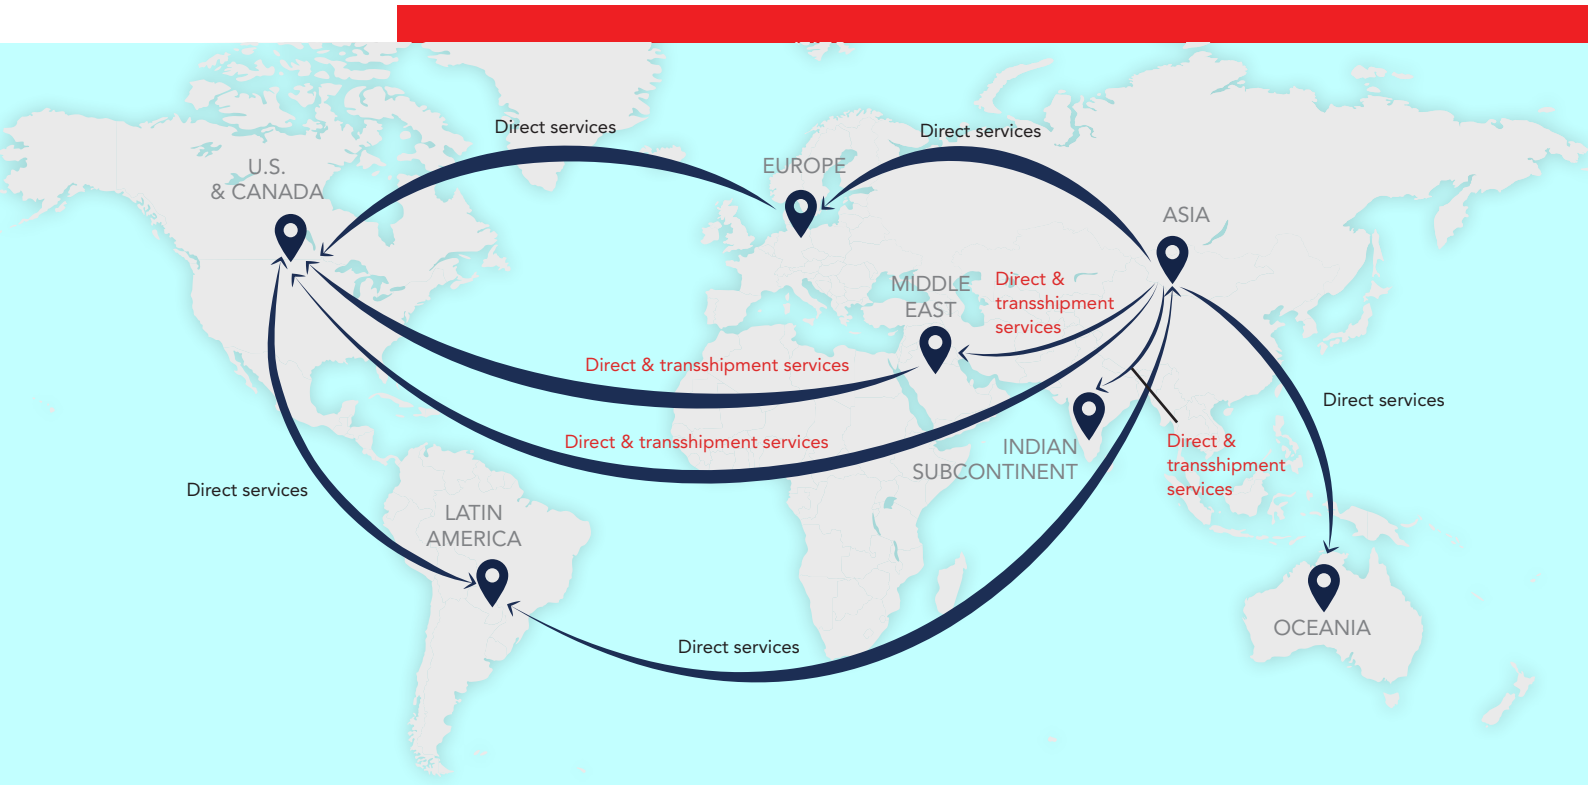 Direct services
Direct services
U.S.
& CANADA
EUROPE
ASIA
MIDDLE
EAST
Direct &
transshipment
services
Direct & transshipment services
Direct services
Direct & transshipment services
INDIAN
SUBCONTINENT
Direct &
transshipment
services
Direct services
LATIN
AMERICA
OCEANIA
Direct services